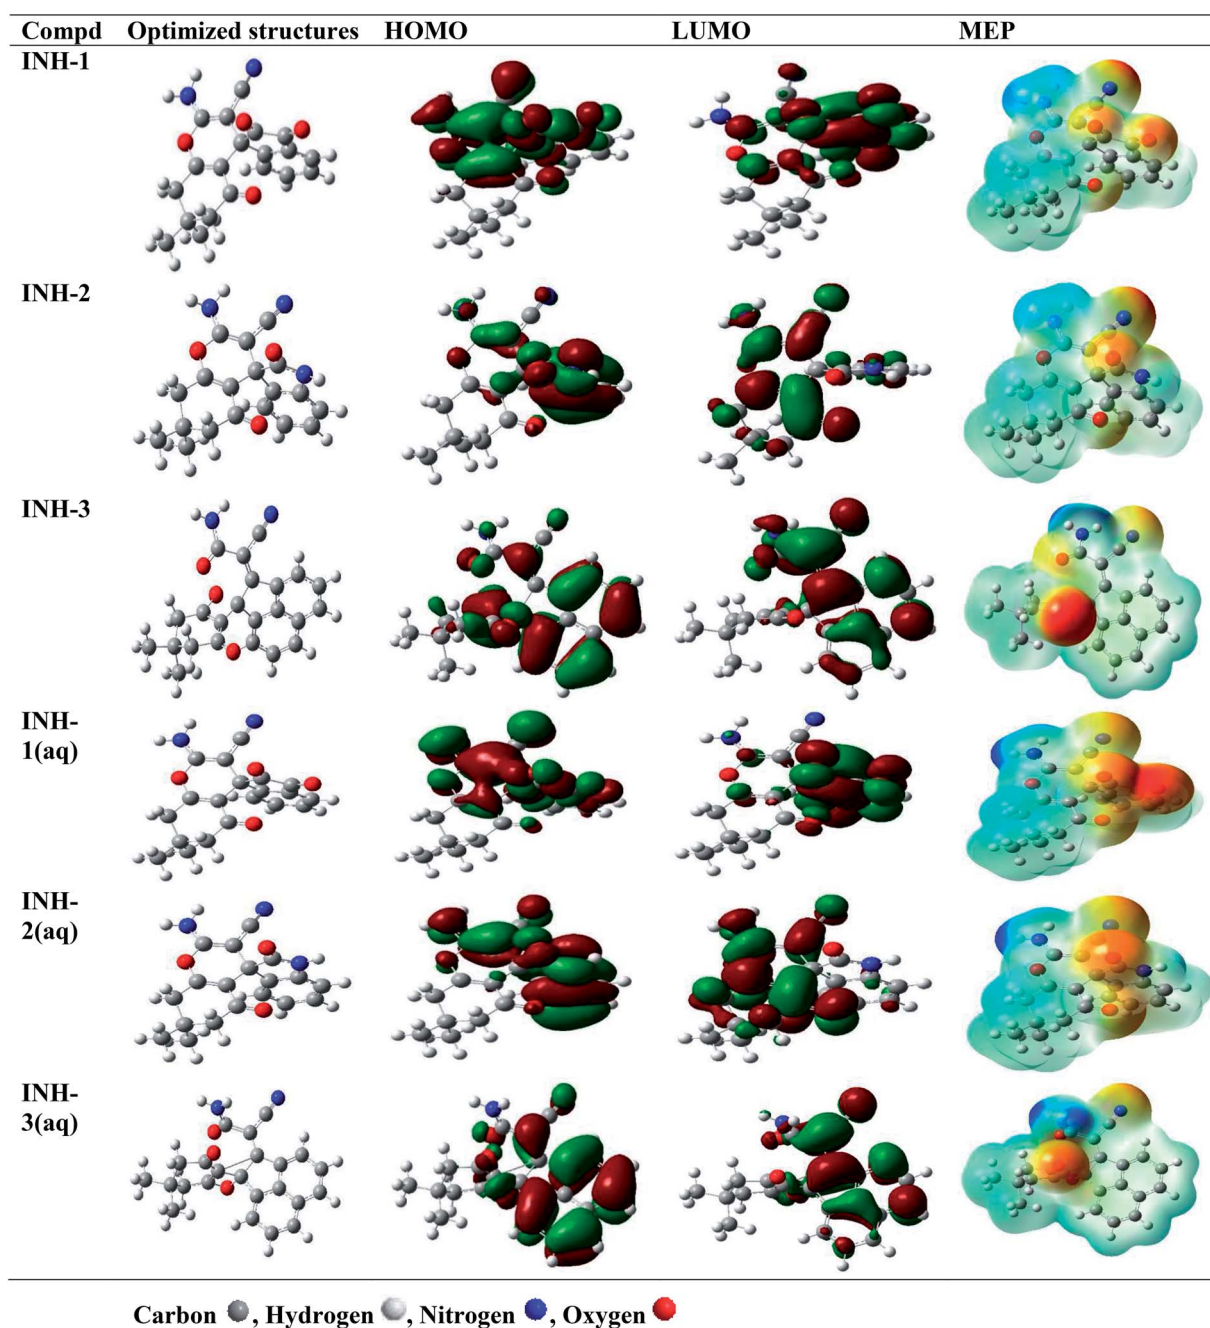 Compd Optimized structures HOMO LUMO MEP
INH-1
INH-2
INH-3
INH-
1(aq)
INH-
2(aq)
INH-
3(aq)
Carbon , Hydrogen , Nitrogen , Oxygen